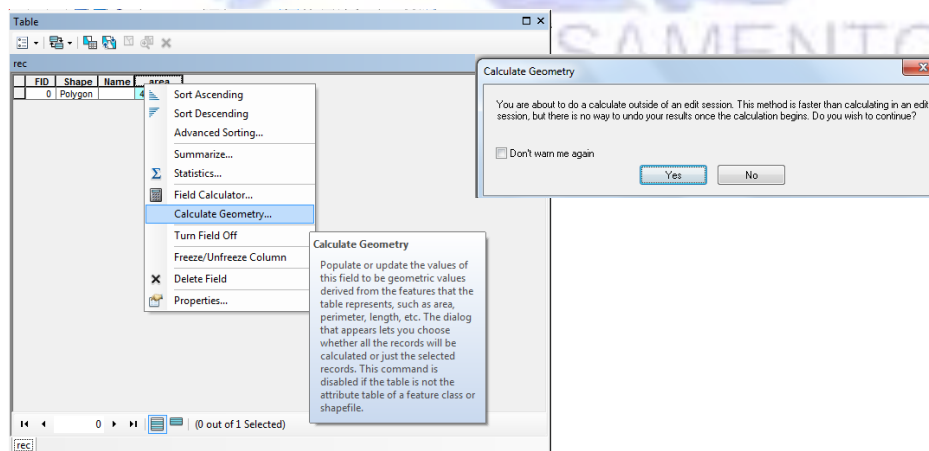 SAMENTO
Table
rec
FID Shape Name area
0 Polygon 4
Sort Ascending
Sort Descending
Advanced Sorting...
Summarize...
Σ Statistics...
Field Calculator...
Calculate Geometry...
Turn Field Off
Freeze/Unfreeze Column
Delete Field
Properties...
Calculate Geometry
Populate or update the values of
this field to be geometric values
derived from the features that the
table represents, such as area,
perimeter, length, etc. The dialog
that appears lets you choose
whether all the records will be
calculated or just the selected
records. This command is
disabled if the table is not the
attribute table of a feature class or
shapefile.
0 (0 out of 1 Selected)
rec
Calculate Geometry
You are about to do a calculate outside of an edit session. This method is faster than calculating in an edit
session, but there is no way to undo your results once the calculation begins. Do you wish to continue?
Don't warn me again
Yes No